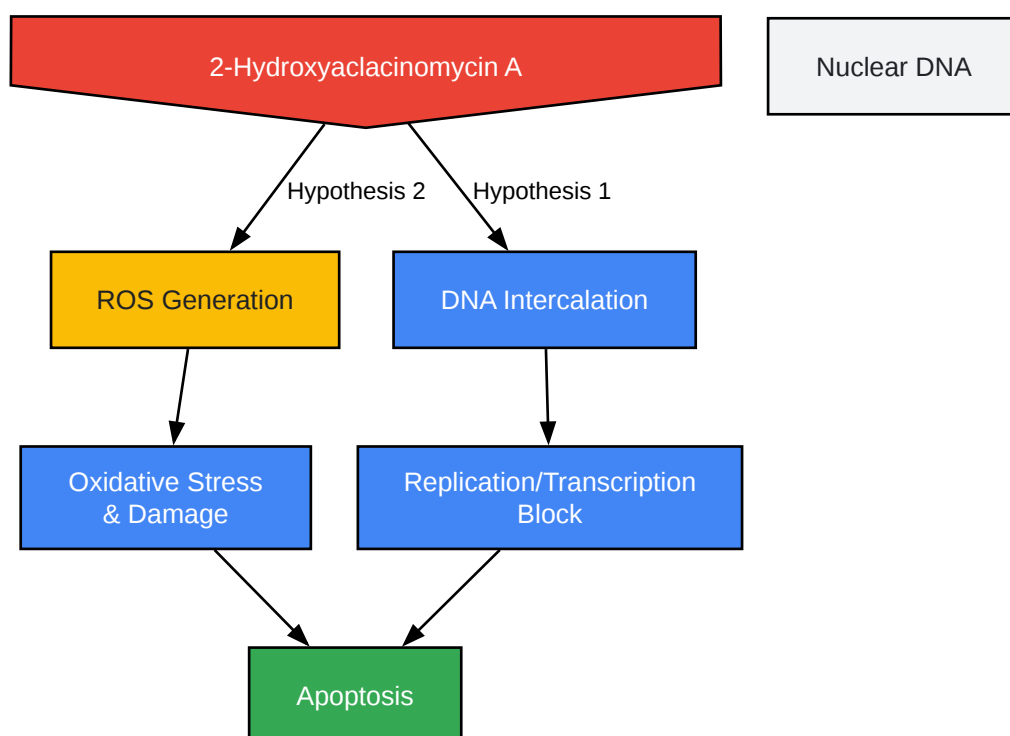 2-Hydroxyaclacinomycin A
Nuclear DNA
Hypothesis 2
Hypothesis 1
ROS Generation
DNA Intercalation
Oxidative Stress
& Damage
Replication/Transcription
Block
Apoptosis